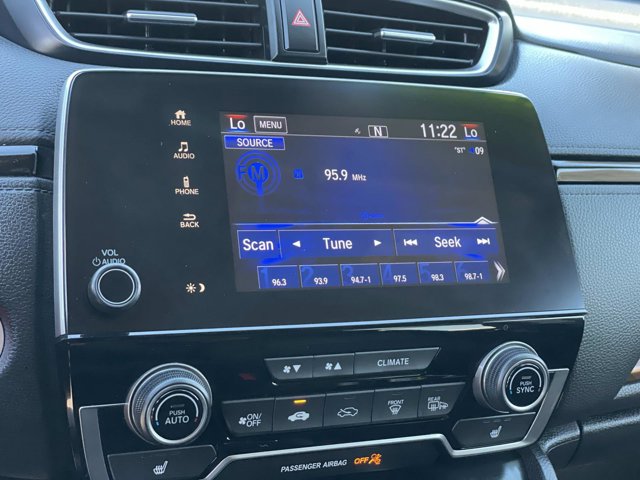 HOME
AUDIO
PHONE
BACK
VOL
AUDIO
Lo MENU N 11:22 Lo
SOURCE "ST" 09
FM 95.9 MHz
Scan Tune Seek
96.3 93.9 94.7-1 97.5 98.3 98.7-1
CLIMATE
PUSH AUTO
ON/OFF
FRONT
REAR
PUSH SYNC
PASSENGER AIRBAG OFF